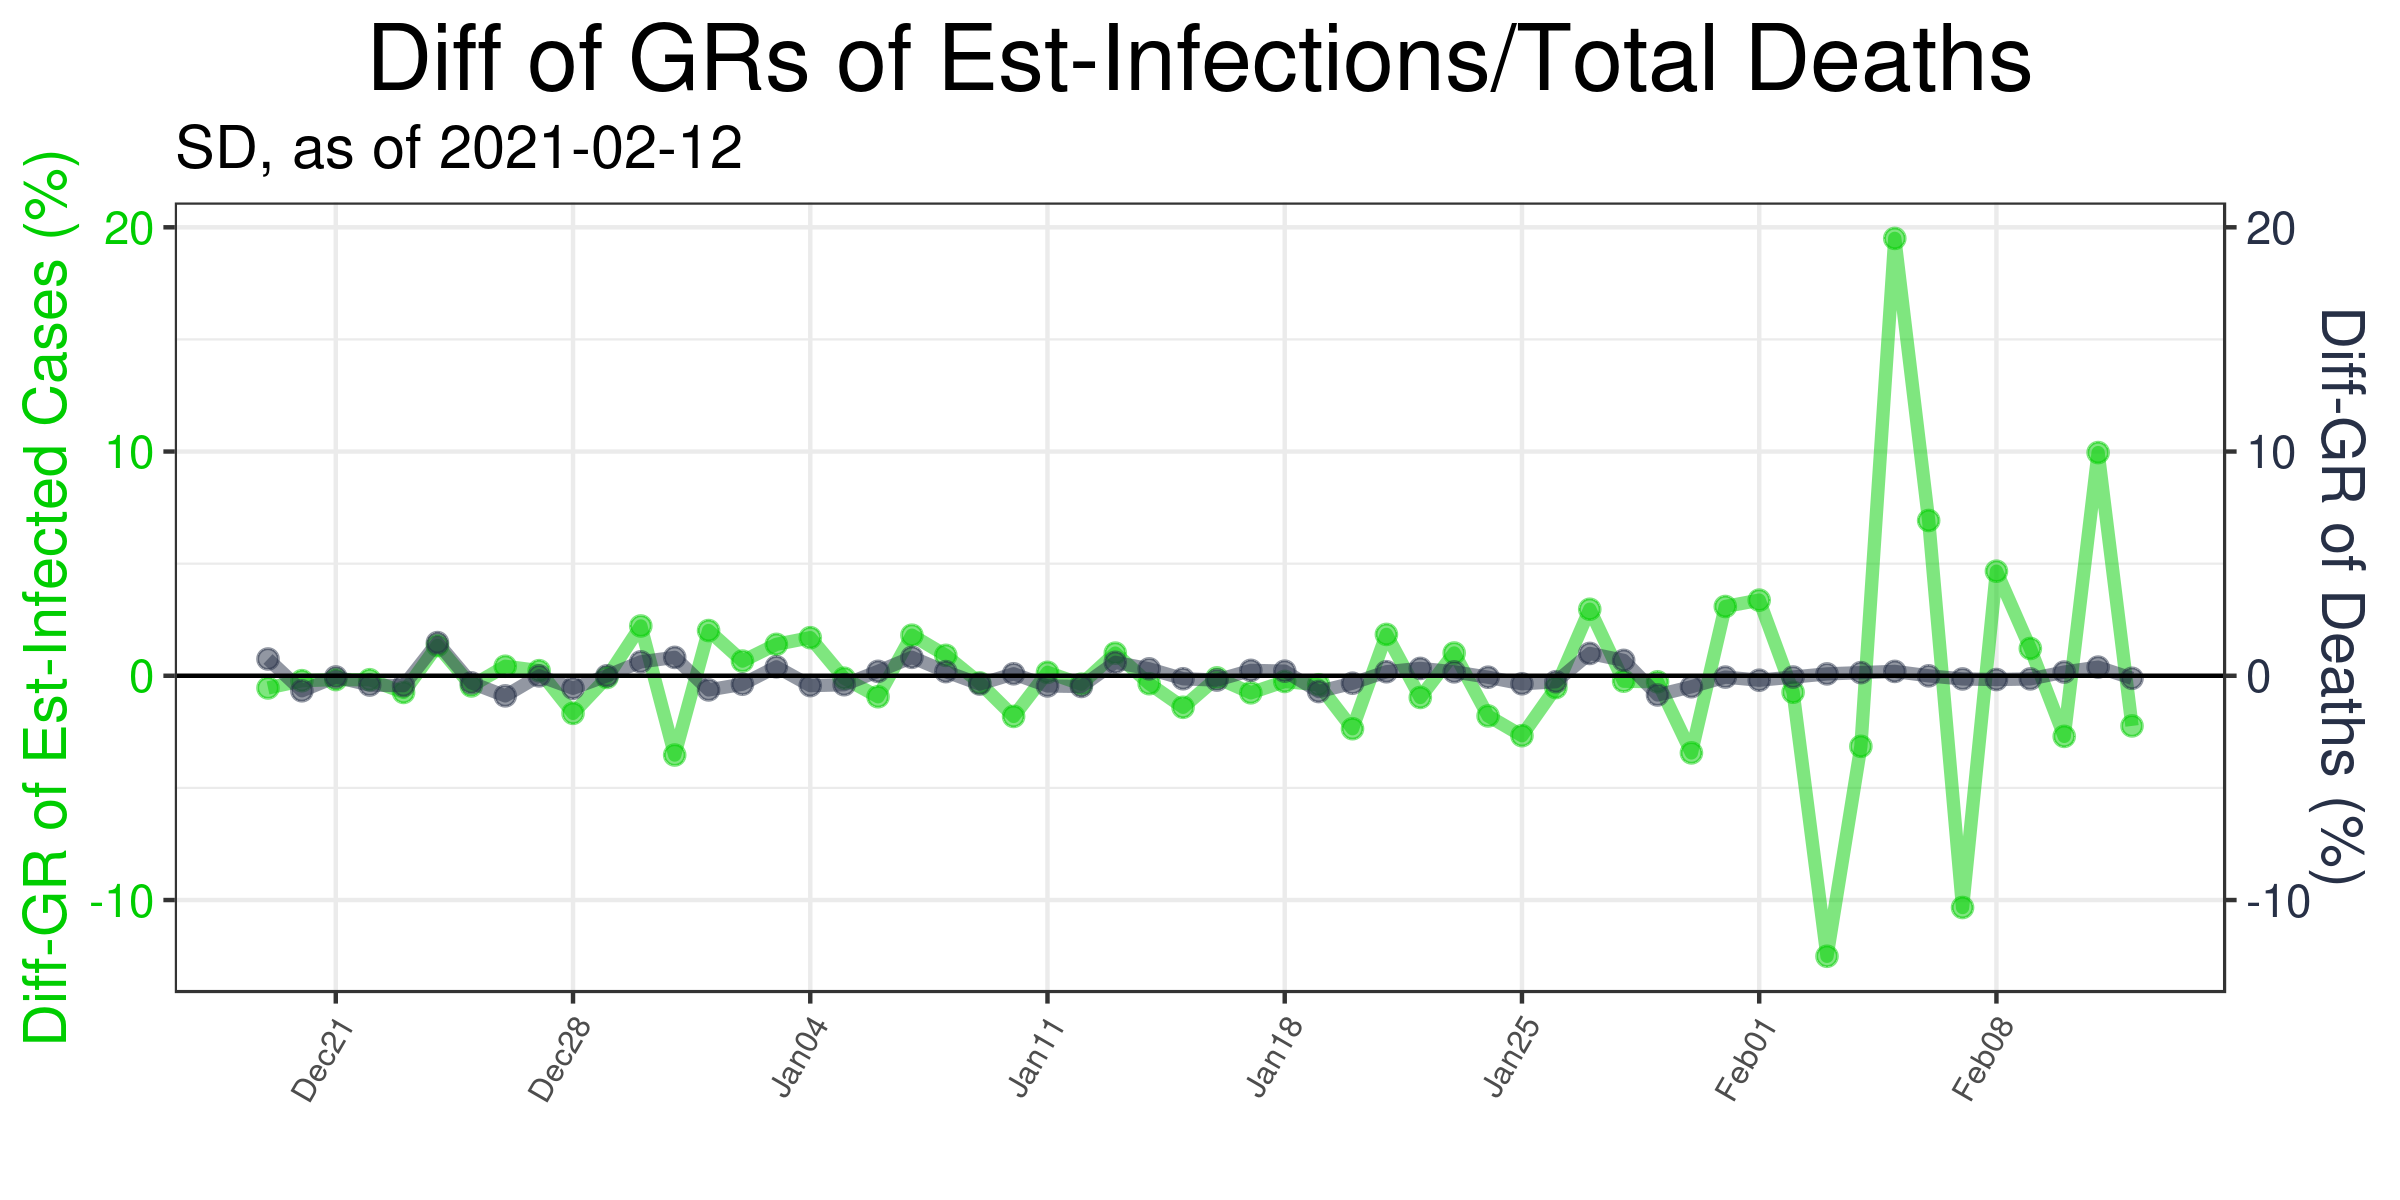 Diff of GRs of Est-Infections/Total Deaths
SD, as of 2021-02-12
Diff-GR of Est-Infected Cases (%)
20
10
0
-10
20
10
0
-10
Diff-GR of Deaths (%)
Dec21
Dec28
Jan04
Jan11
Jan18
Jan25
Feb01
Feb08